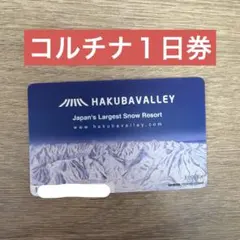 コルチナ１日券
HAKUBAVALLEY
Japan's Largest Snow Resort
www.hakubavalley.com